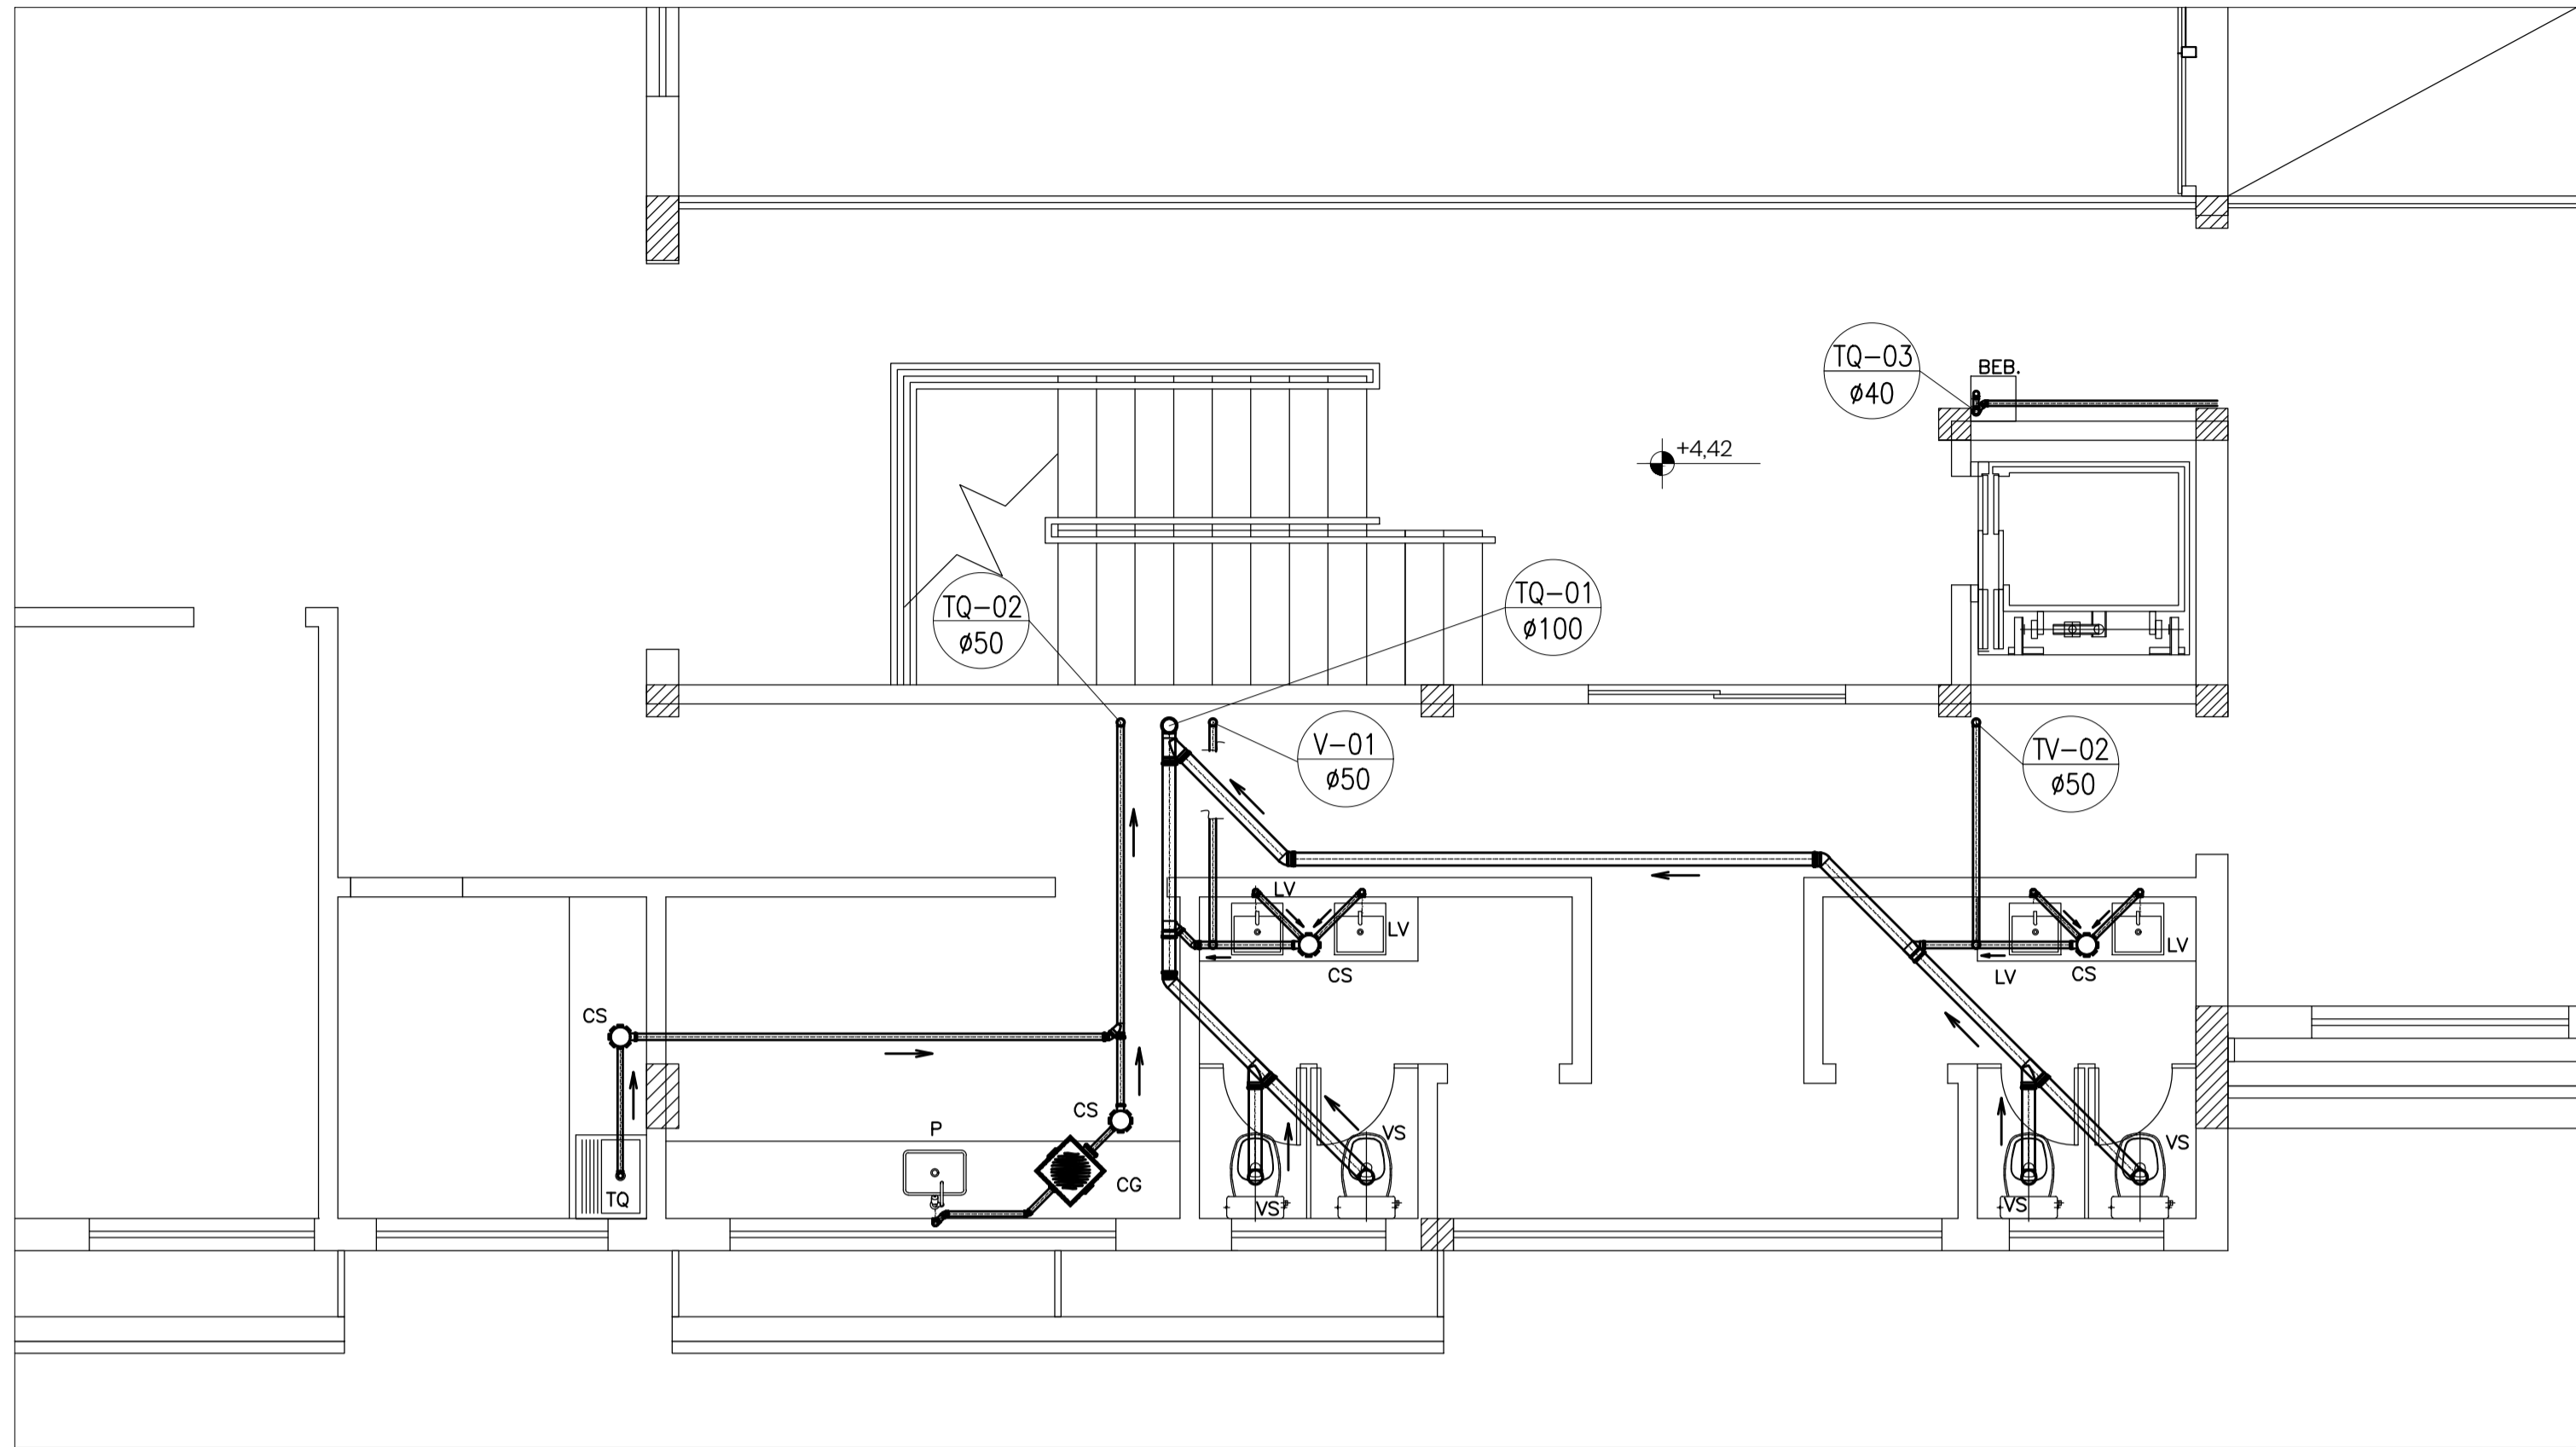 TQ-03
ø40
BEB.
+4,42
TQ-02
ø50
TQ-01
ø100
V-01
ø50
TV-02
ø50
LV
LV
CS
LV
LV
CS
CS
CS
P
CG
TQ
VS
VS
VS
VS